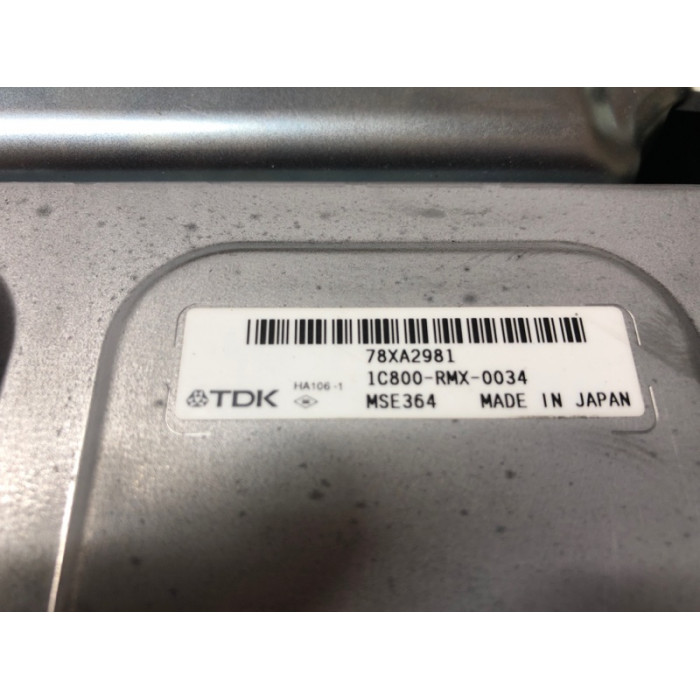 78XA2981
1C800-RMX-0034
TDK HA106-1 MSE364 MADE IN JAPAN